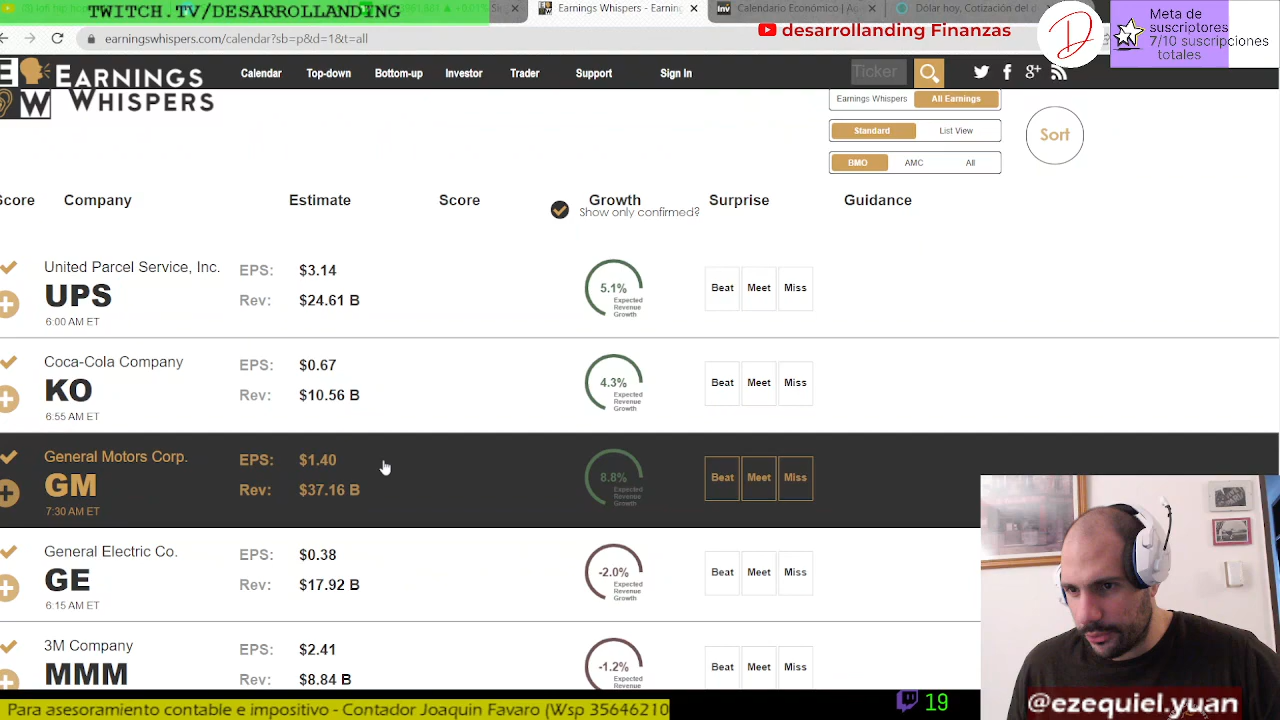 TWITCH.TV/DESARROLLANDING
Earnings Whispers - Earning
Calendario Económico | Ac
Dólar hoy, Cotización del d
earningswhispers.com/calendar?sb=p&d=1&t=all
desarrollanding Finanzas
Meta de
suscriptores
7/10 suscripciones
totales
EARNINGS
WHISPERS
Calendar Top-down Bottom-up Investor Trader Support Sign In
Ticker
Earnings Whispers All Earnings
Standard List View
BMO AMC All
Sort
Score Company Estimate Score Growth Surprise Guidance
Show only confirmed?
United Parcel Service, Inc.
UPS
6:00 AM ET
EPS: $3.14
Rev: $24.61 B
5.1%
Expected
Revenue
Growth
Beat Meet Miss
Coca-Cola Company
KO
6:55 AM ET
EPS: $0.67
Rev: $10.56 B
4.3%
Expected
Revenue
Growth
Beat Meet Miss
General Motors Corp.
GM
7:30 AM ET
EPS: $1.40
Rev: $37.16 B
8.8%
Expected
Revenue
Growth
Beat Meet Miss
General Electric Co.
GE
6:15 AM ET
EPS: $0.38
Rev: $17.92 B
-2.0%
Expected
Revenue
Growth
Beat Meet Miss
3M Company
MMM
EPS: $2.41
Rev: $8.84 B
-1.2%
Expected
Revenue
Growth
Beat Meet Miss
19
@ezequiel.yuan
Para asesoramiento contable e impositivo - Contador Joaquin Favaro (Wsp 35646210